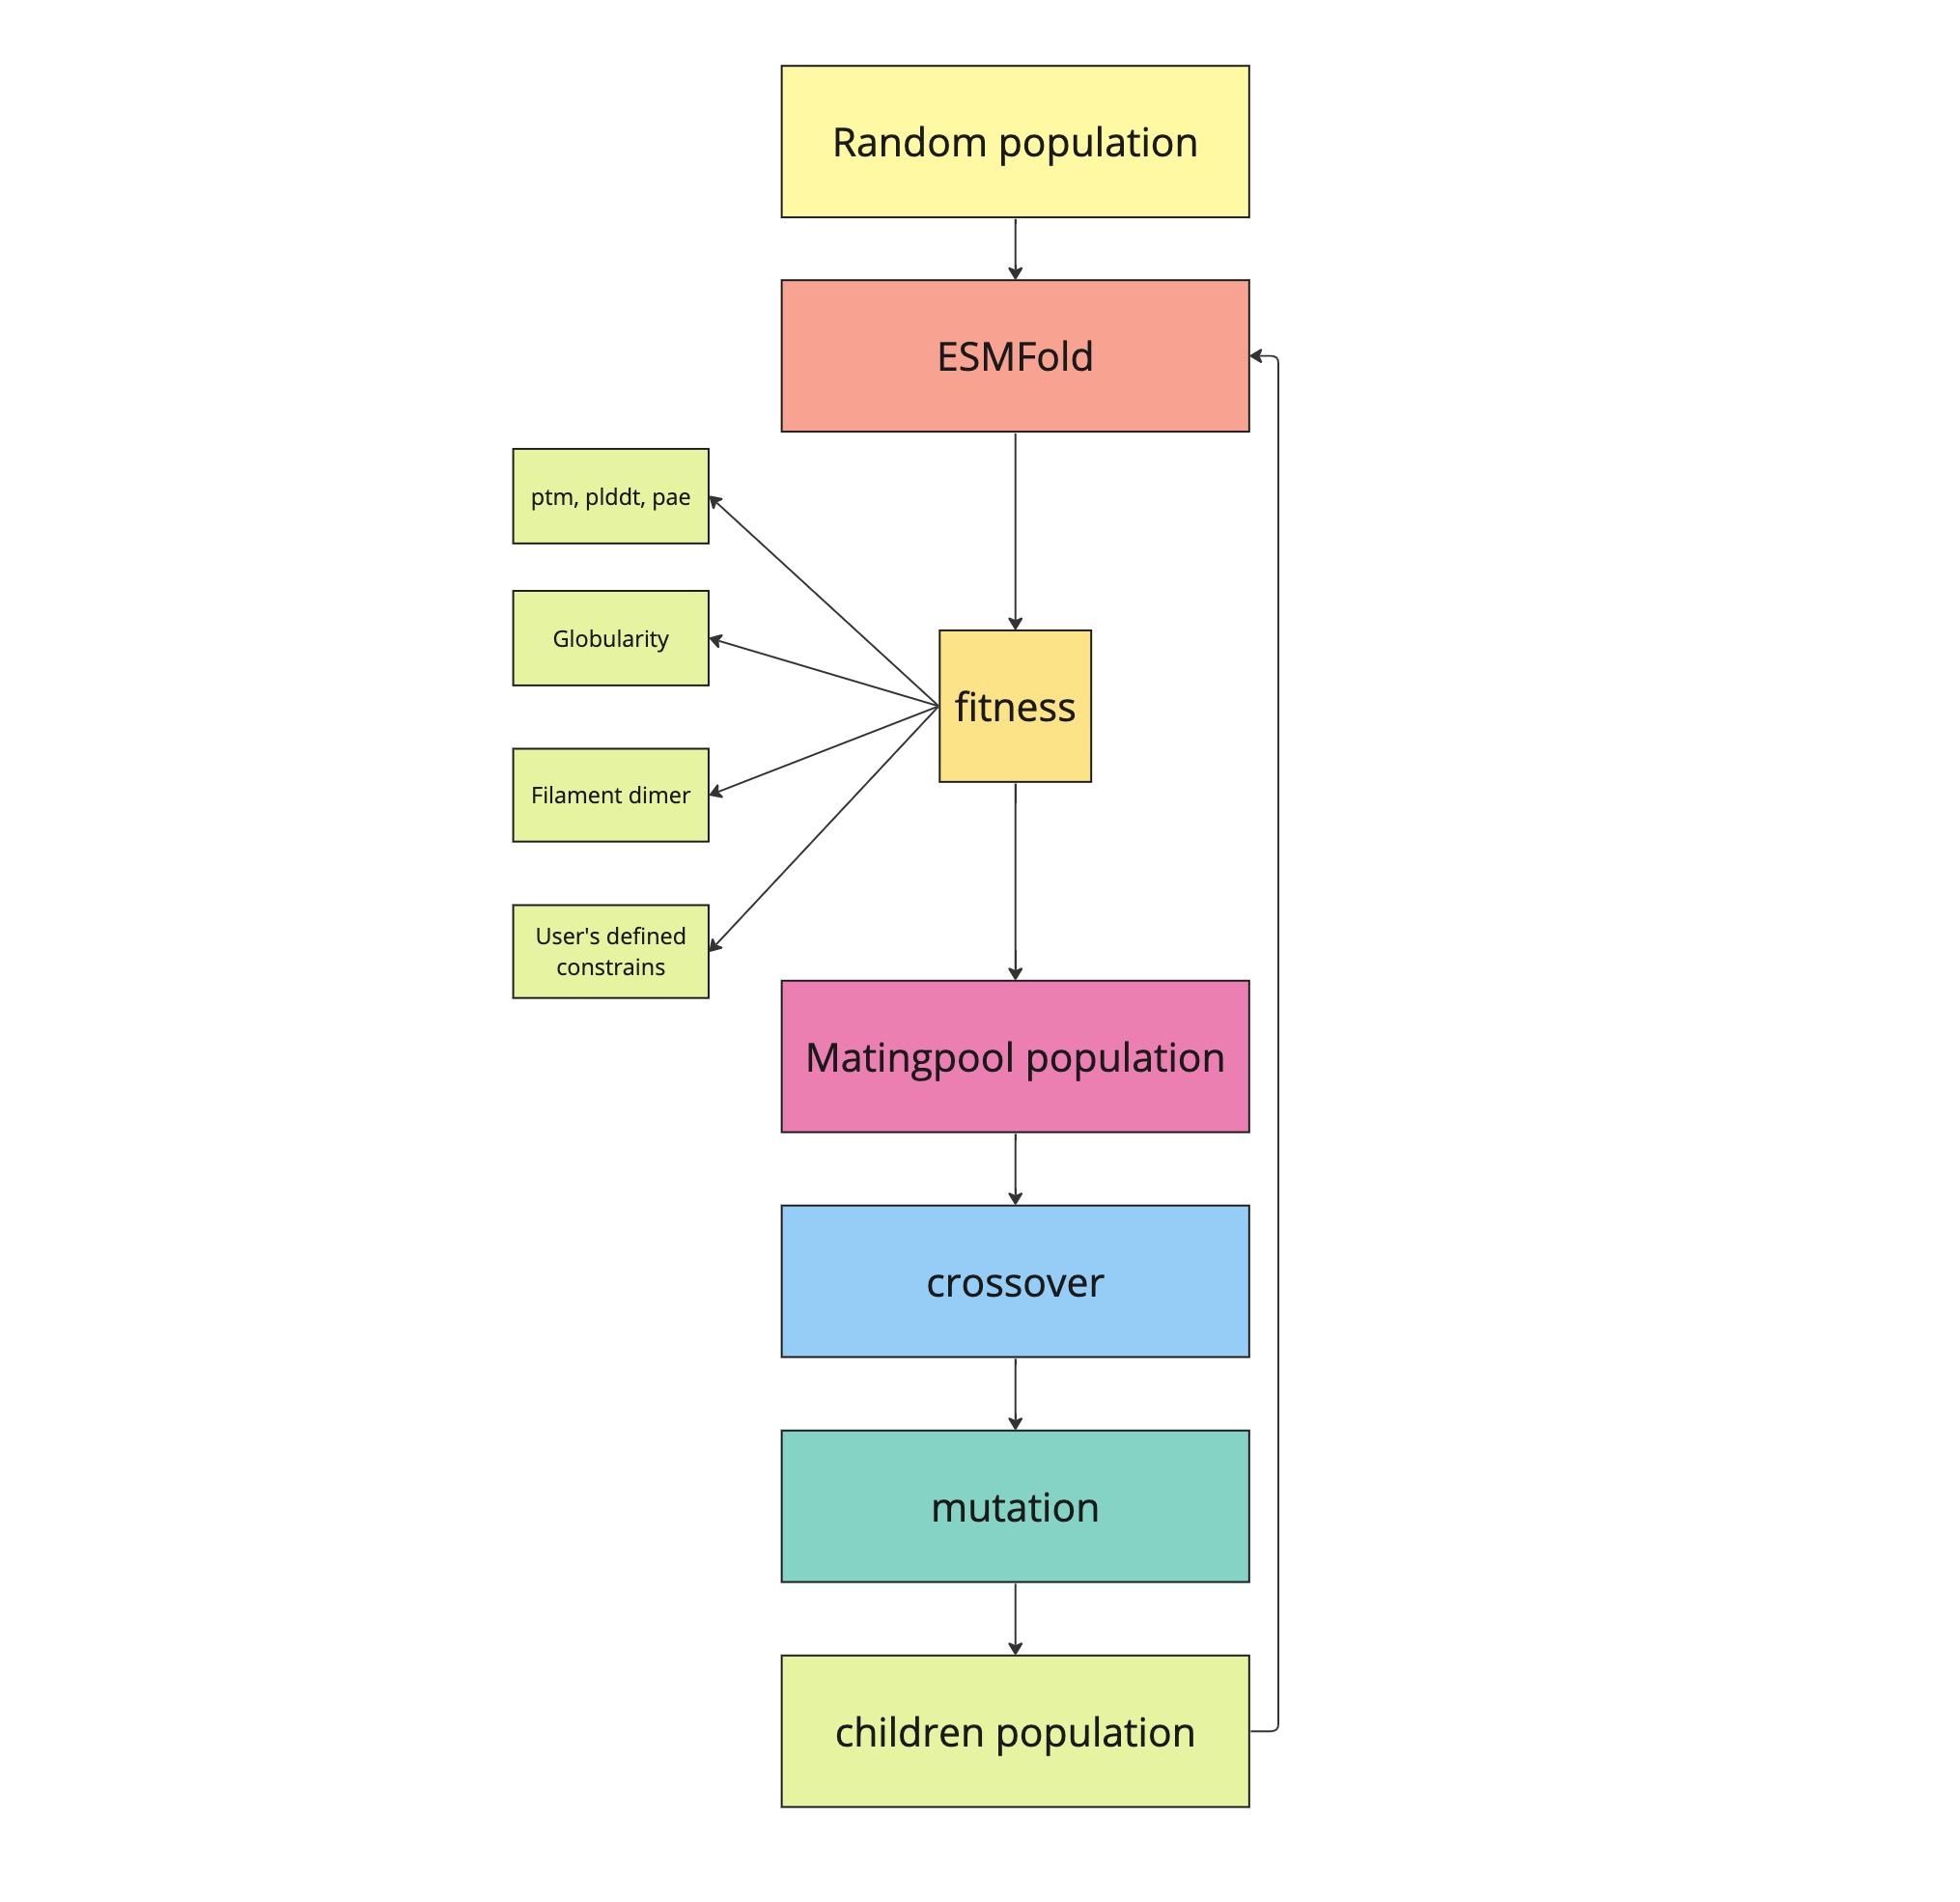 Random population
ESMFold
ptm, plddt, pae
Globularity
fitness
Filament dimer
User's defined
constrains
Matingpool population
crossover
mutation
children population